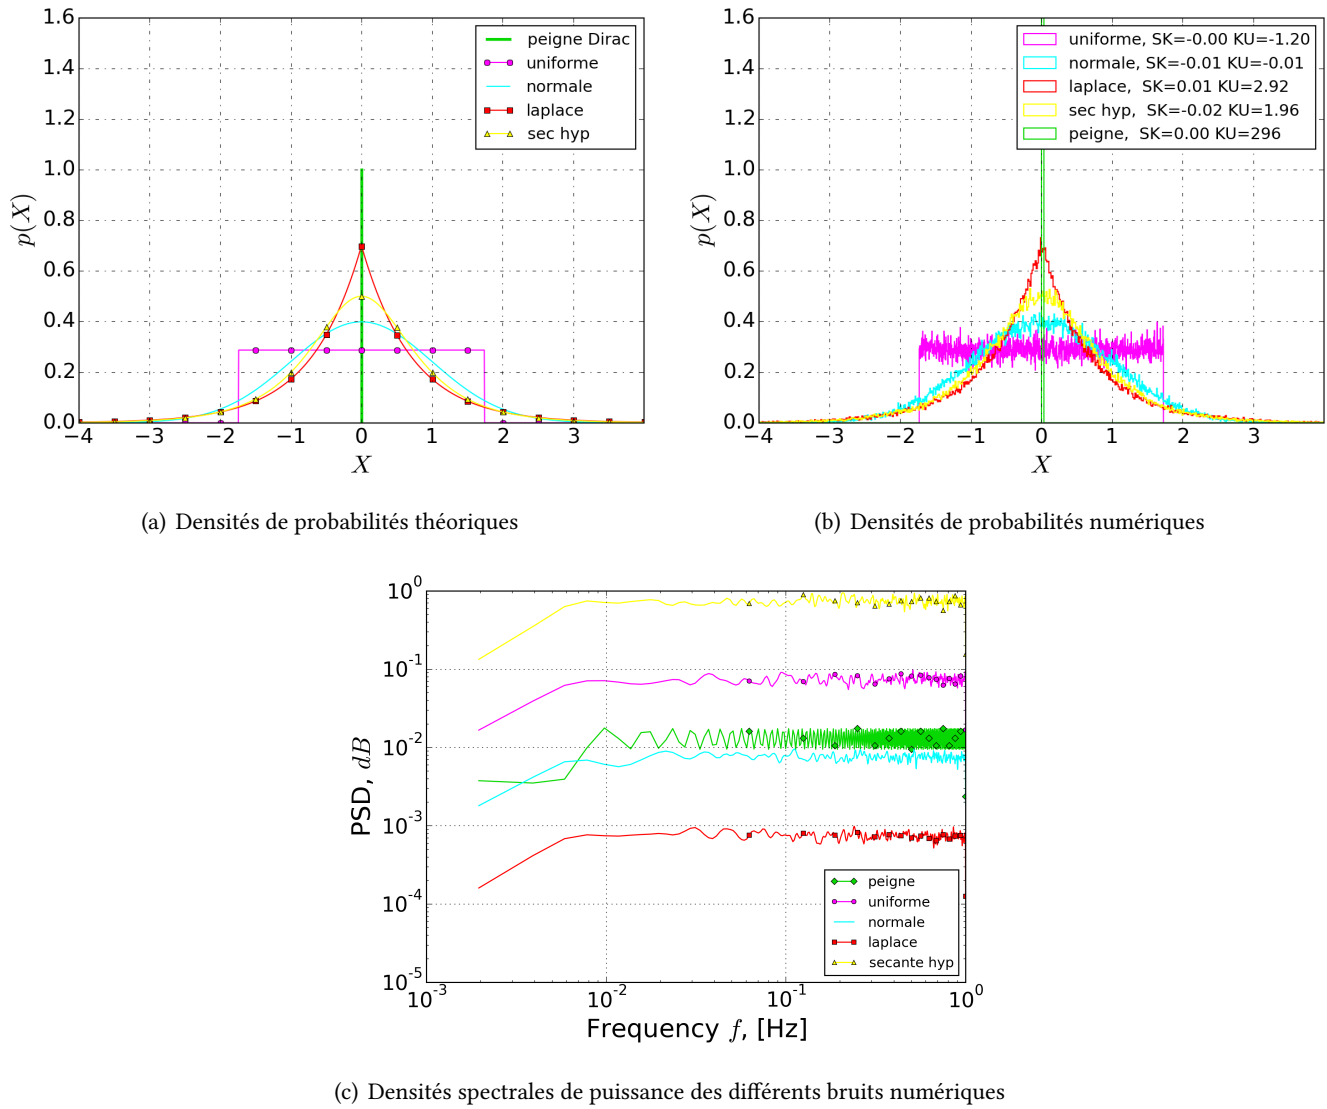 1.6
1.4
1.2
1.0
0.8
0.6
0.4
0.2
0.0
p(X)
−4 −3 −2 −1 0 1 2 3
X
peigne Dirac
uniforme
normale
laplace
sec hyp
(a) Densités de probabilités théoriques
1.6
1.4
1.2
1.0
0.8
0.6
0.4
0.2
0.0
p(X)
−4 −3 −2 −1 0 1 2 3
X
uniforme, SK=-0.00 KU=-1.20
normale, SK=-0.01 KU=-0.01
laplace, SK=0.01 KU=2.92
sec hyp, SK=-0.02 KU=1.96
peigne, SK=0.00 KU=296
(b) Densités de probabilités numériques
10^0
10^-1
10^-2
10^-3
10^-4
10^-5
PSD, dB
10^-3 10^-2 10^-1 10^0
Frequency f, [Hz]
peigne
uniforme
normale
laplace
secante hyp
(c) Densités spectrales de puissance des différents bruits numériques